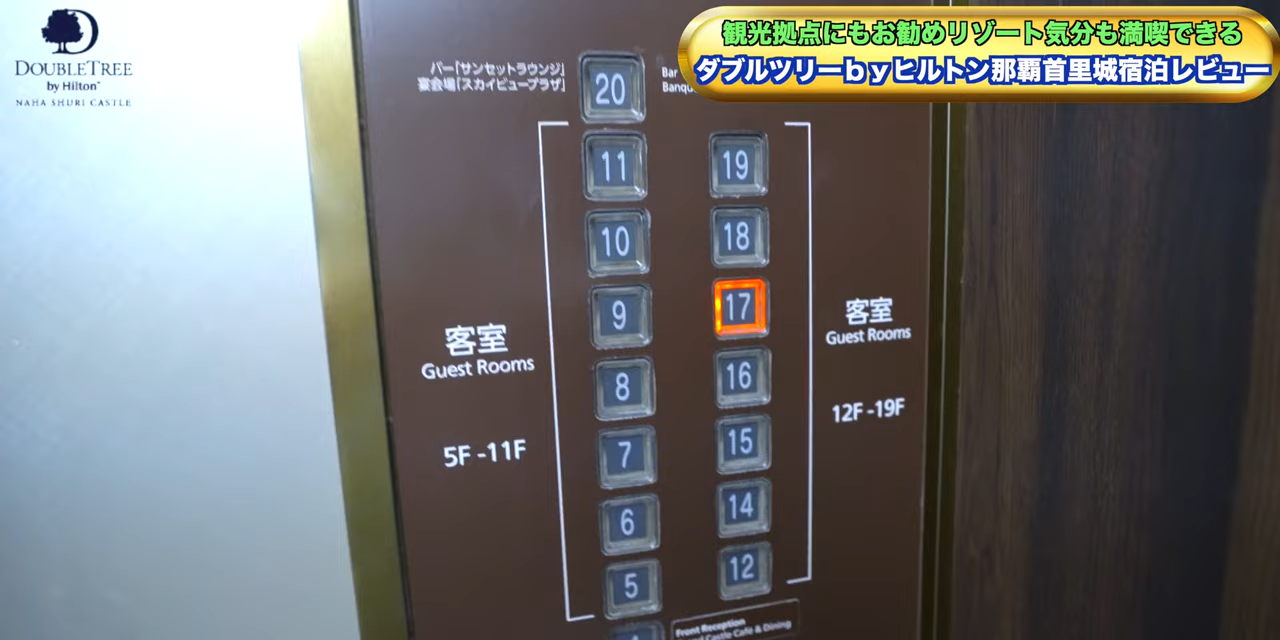 観光拠点にもお勧めリゾート気分も満喫できる
ダブルツリーbyヒルトン那覇首里城宿泊レビュー
DOUBLETREE
by Hilton
NAHA SHURI CASTLE
バー「サンセットラウンジ」
宴会場「スカイビュープラザ」
20
Bar
11
19
10
18
9
17
8
16
7
15
6
14
5
12
客室
Guest Rooms
5F -11F
客室
Guest Rooms
12F -19F
Front Reception
Castle Café & Dining